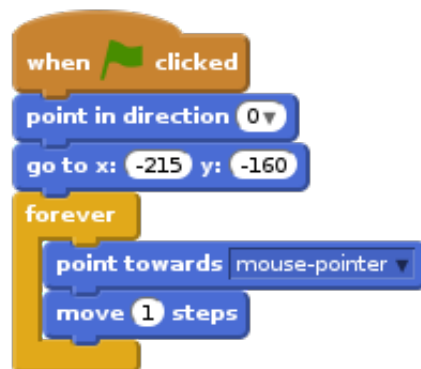 when clicked
point in direction 0
go to x: -215 y: -160
forever
point towards mouse-pointer
move 1 steps